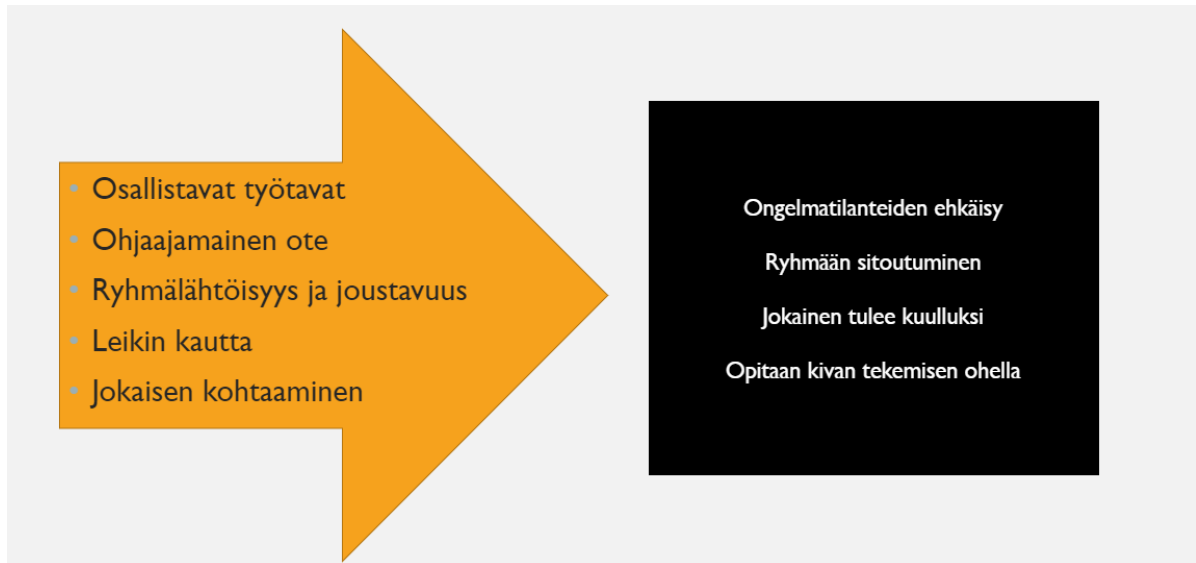 • Osallistavat työtavat
• Ohjaajamainen ote
• Ryhmälähtöisyys ja joustavuus
• Leikin kautta
• Jokaisen kohtaaminen
Ongelmatilanteiden ehkäisy
Ryhmään sitoutuminen
Jokainen tulee kuulluksi
Opitaan kivan tekemisen ohella